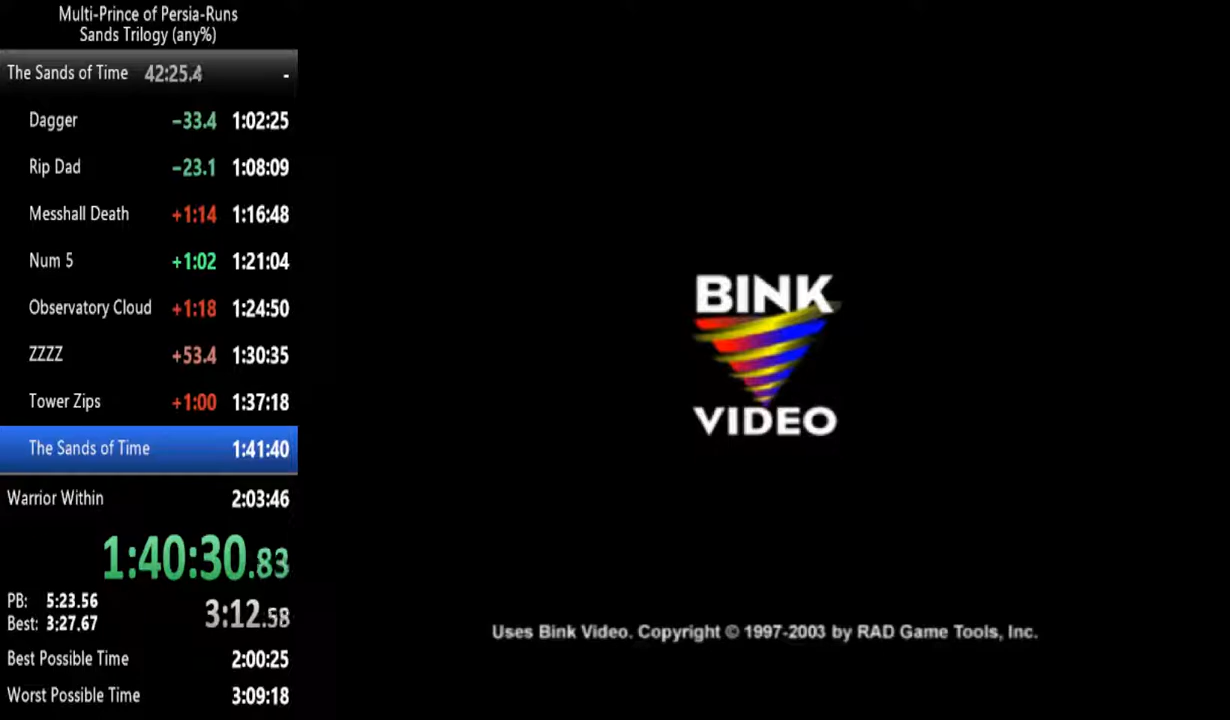 Multi-Prince of Persia-Runs
Sands Trilogy (any%)
The Sands of Time 42:25.4 -
Dagger −33.4 1:02:25
Rip Dad −23.1 1:08:09
Messhall Death +1:14 1:16:48
Num 5 +1:02 1:21:04
Observatory Cloud +1:18 1:24:50
ZZZZ +53.4 1:30:35
Tower Zips +1:00 1:37:18
The Sands of Time 1:41:40
Warrior Within 2:03:46
1:40:30.83
PB: 5:23.56
Best: 3:27.67
3:12.58
Best Possible Time 2:00:25
Worst Possible Time 3:09:18
BINK
VIDEO
Uses Bink Video. Copyright © 1997-2003 by RAD Game Tools, Inc.